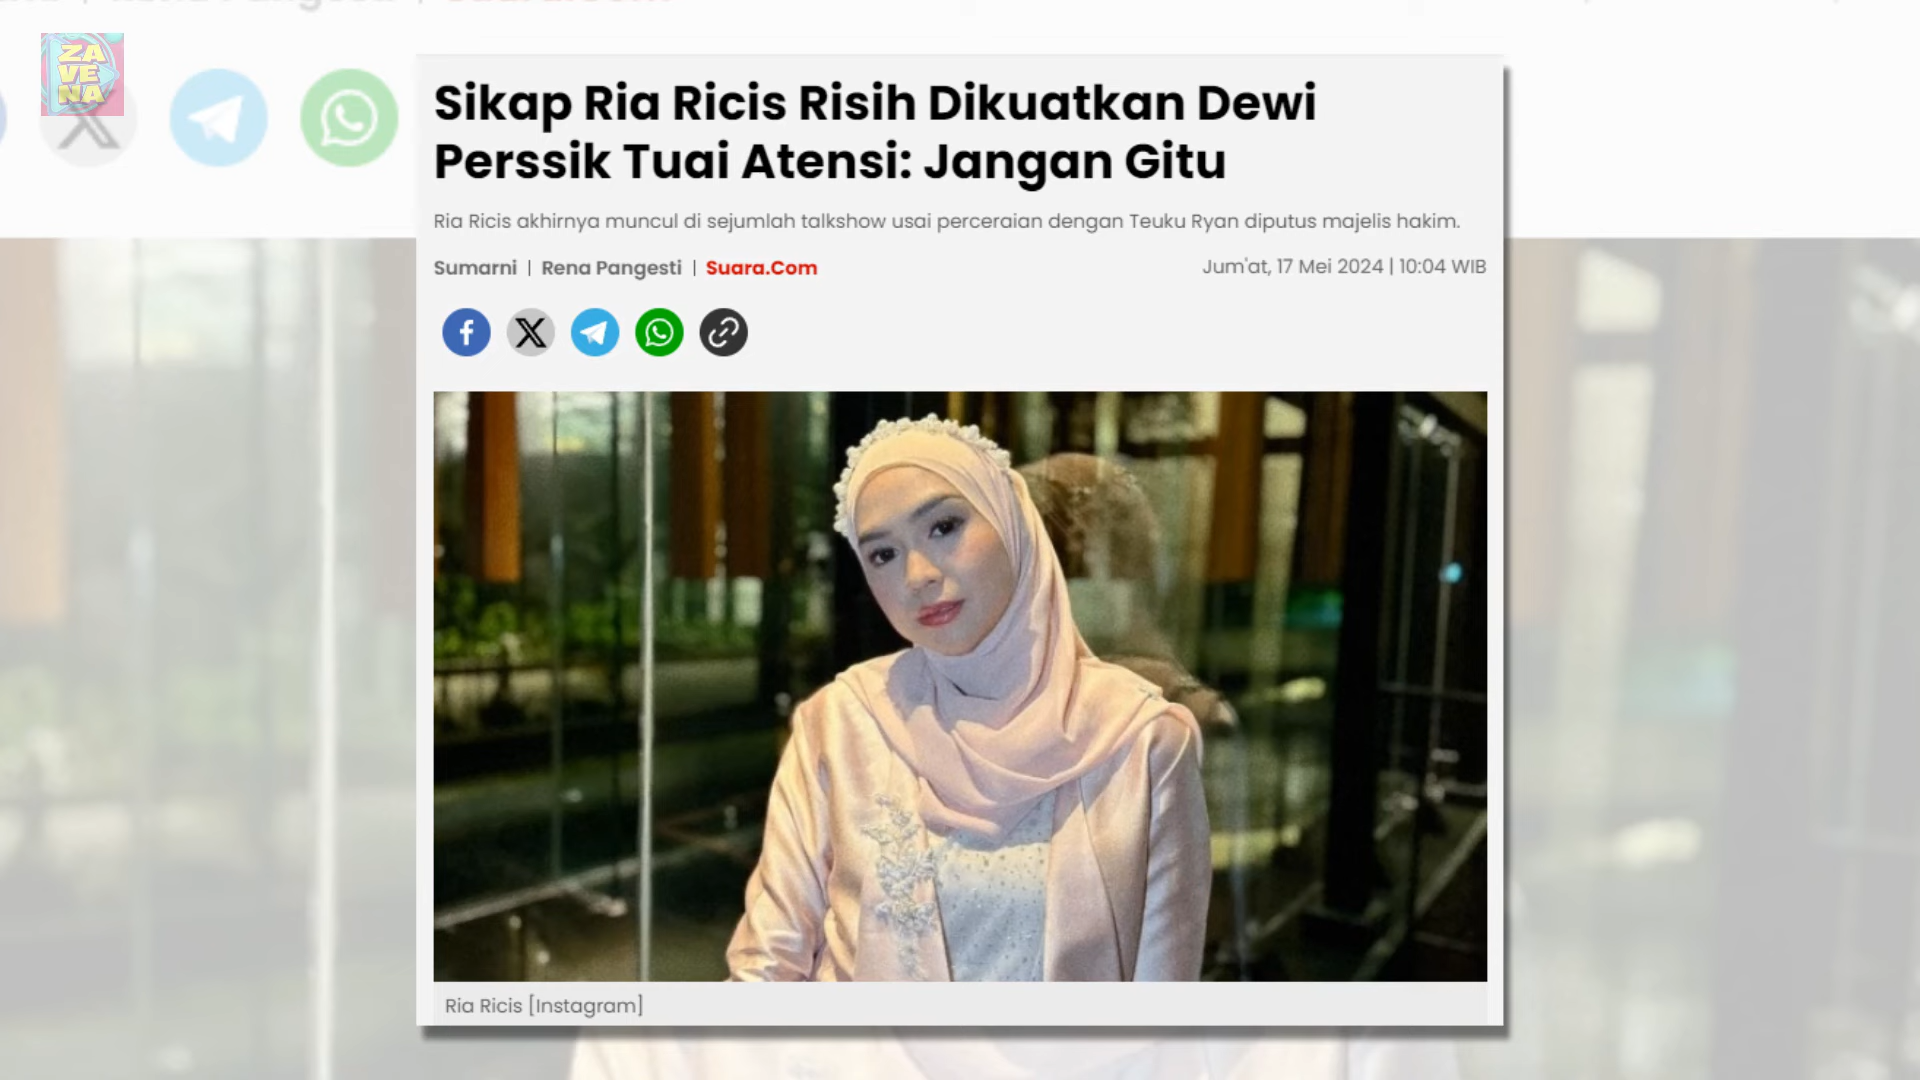 ZA
VE
NA
Sikap Ria Ricis Risih Dikuatkan Dewi
Perssik Tuai Atensi: Jangan Gitu
Ria Ricis akhirnya muncul di sejumlah talkshow usai perceraian dengan Teuku Ryan diputus majelis hakim.
Sumarni | Rena Pangesti | Suara.Com
Jum'at, 17 Mei 2024 | 10:04 WIB
Ria Ricis [Instagram]